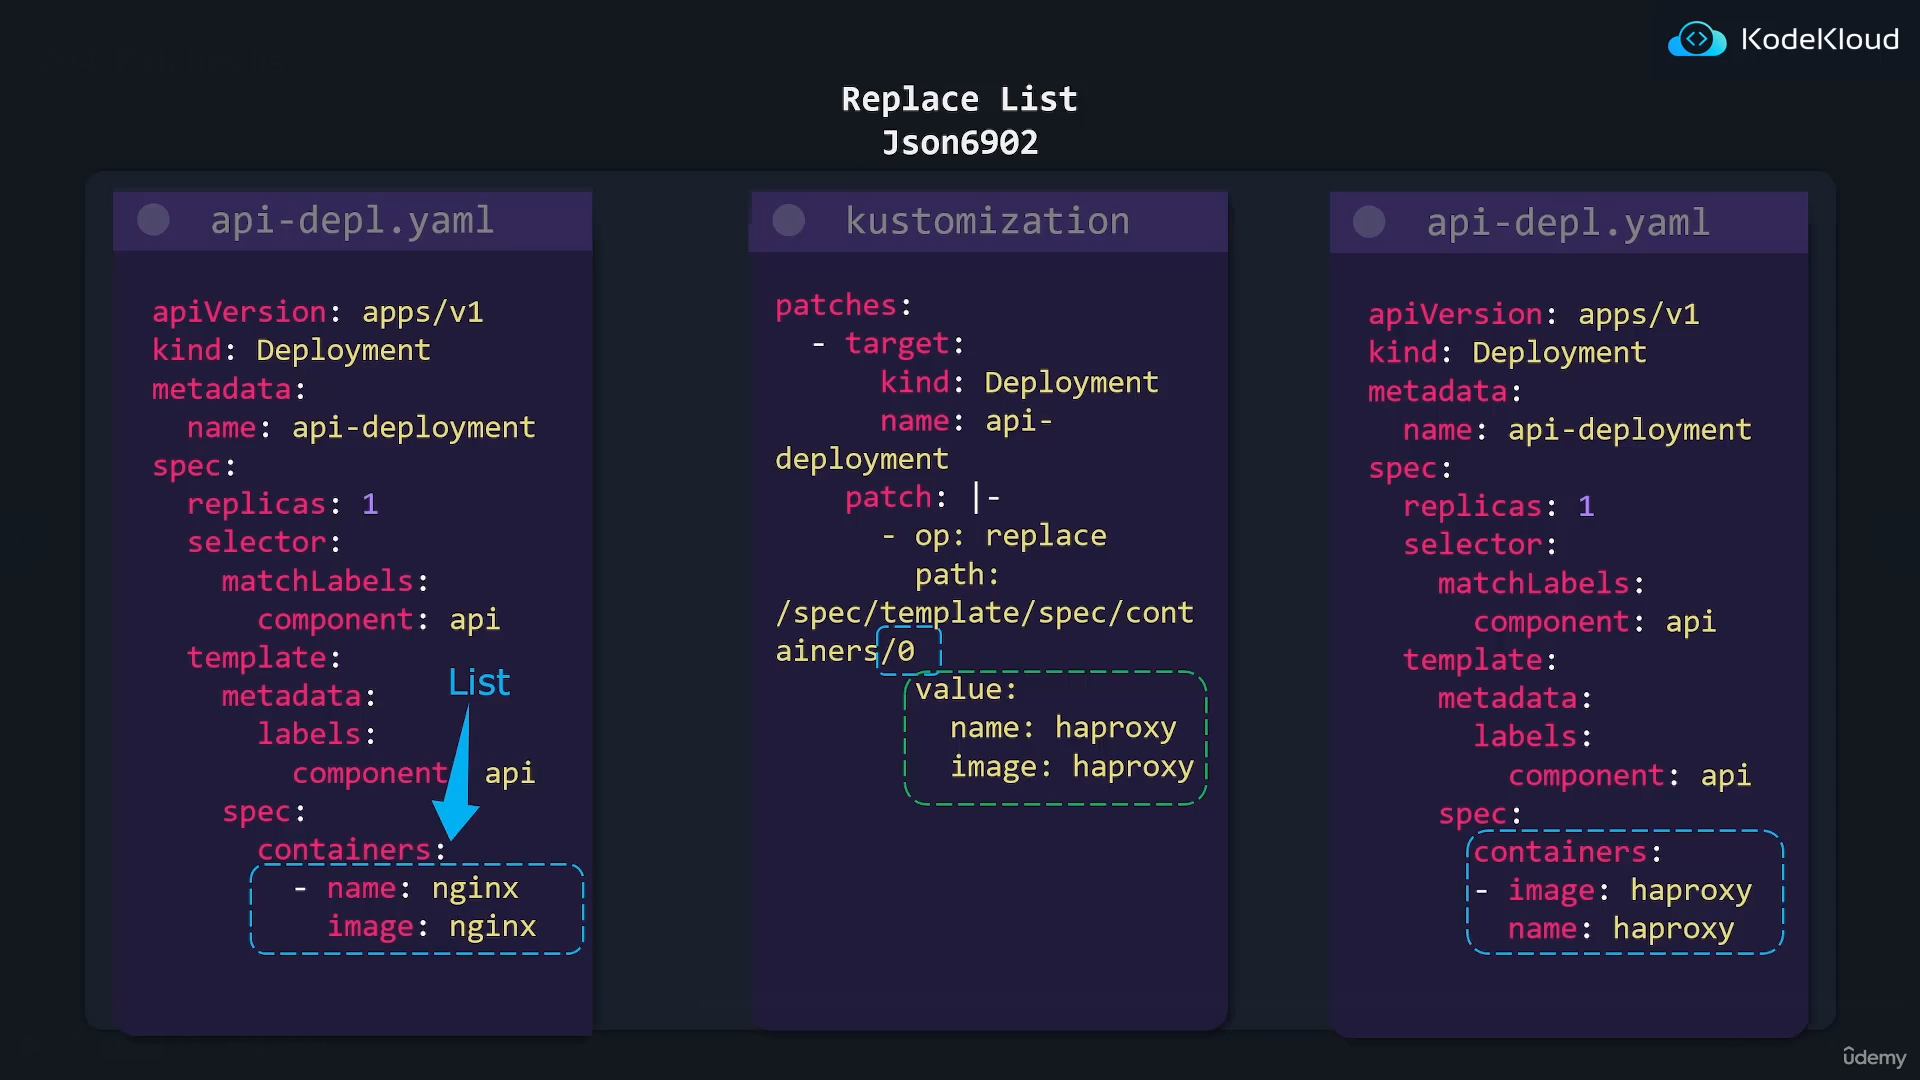 KodeKloud
Replace List
Json6902
api-depl.yaml
apiVersion: apps/v1
kind: Deployment
metadata:
  name: api-deployment
spec:
  replicas: 1
  selector:
    matchLabels:
      component: api
  template:
    metadata:
      labels:
        component api
    spec:
      containers:
        - name: nginx
          image: nginx
List
kustomization
patches:
  - target:
      kind: Deployment
      name: api-
deployment
    patch: |-
      - op: replace
        path:
/spec/template/spec/cont
ainers/0
        value:
          name: haproxy
          image: haproxy
api-depl.yaml
apiVersion: apps/v1
kind: Deployment
metadata:
  name: api-deployment
spec:
  replicas: 1
  selector:
    matchLabels:
      component: api
  template:
    metadata:
      labels:
        component: api
    spec:
      containers:
      - image: haproxy
        name: haproxy
ûdemy